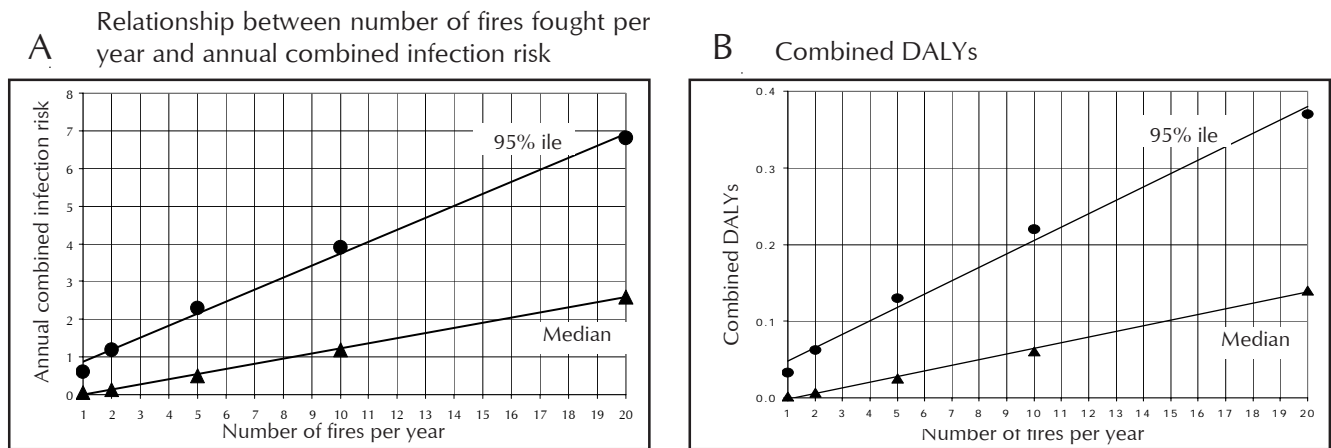 A
Relationship between number of fires fought per
year and annual combined infection risk
Annual combined infection risk
8
7
6
5
4
3
2
1
0
95% ile
Median
1 2 3 4 5 6 7 8 9 10 11 12 13 14 15 16 17 18 19 20
Number of fires per year
B
Combined DALYs
Combined DALYs
0.4
0.3
0.2
0.1
0.0
95% ile
Median
1 2 3 4 5 6 7 8 9 10 11 12 13 14 15 16 17 18 19 20
Number of fires per year